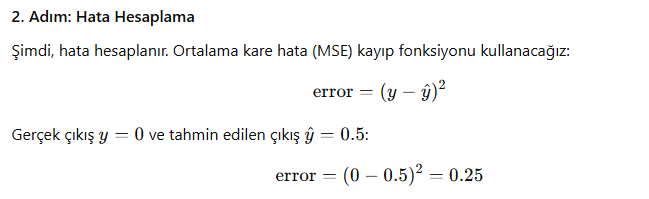 2. Adım: Hata Hesaplama
Şimdi, hata hesaplanır. Ortalama kare hata (MSE) kayıp fonksiyonu kullanacağız:
error = (y − ŷ)²
Gerçek çıkış y = 0 ve tahmin edilen çıkış ŷ = 0.5:
error = (0 − 0.5)² = 0.25